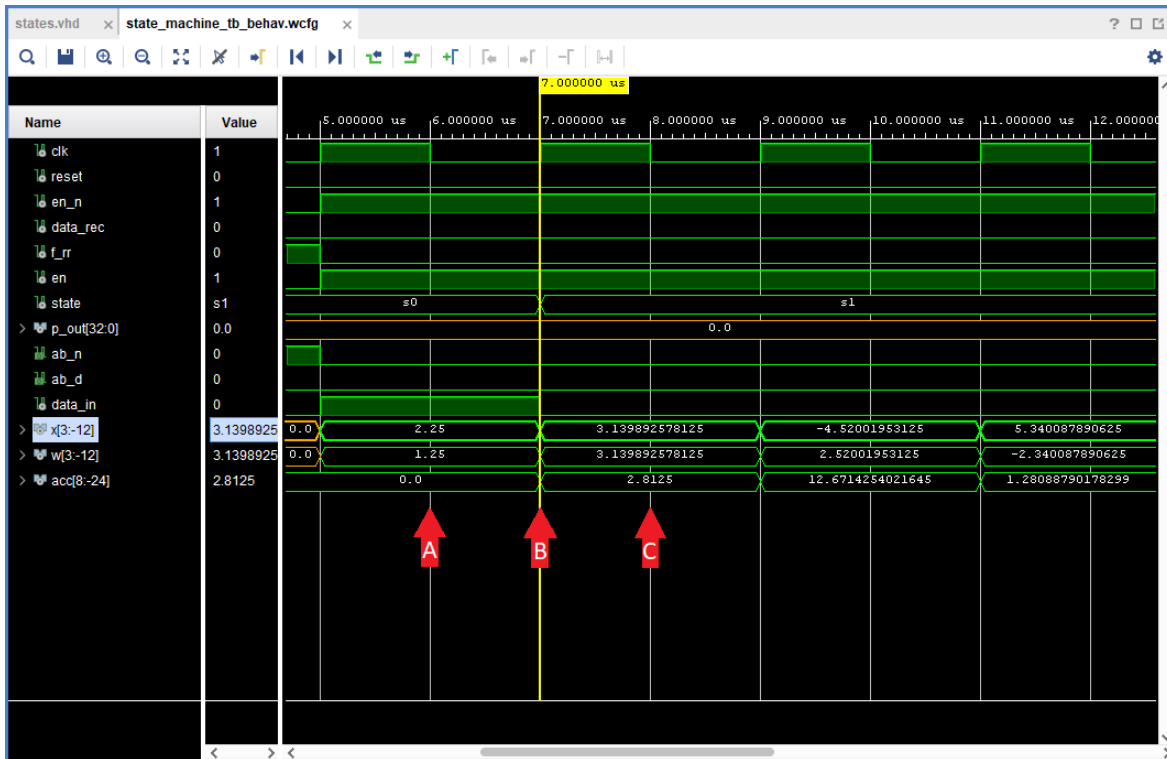 states.vhd × state_machine_tb_behav.wcfg × ?
7.000000 us
Name Value 5.000000 us 6.000000 us 7.000000 us 8.000000 us 9.000000 us 10.000000 us 11.000000 us 12.000000
clk 1
reset 0
en_n 1
data_rec 0
f_rr 0
en 1
state s1 s0 s1
> p_out[32:0] 0.0 0.0
ab_n 0
ab_d 0
data_in 0
> x[3:-12] 3.1398925 0.0 2.25 3.139892578125 -4.52001953125 5.340087890625
> w[3:-12] 3.1398925 0.0 1.25 3.139892578125 2.52001953125 -2.340087890625
> acc[8:-24] 2.8125 0.0 2.8125 12.6714254021645 1.28088790178299
A B C